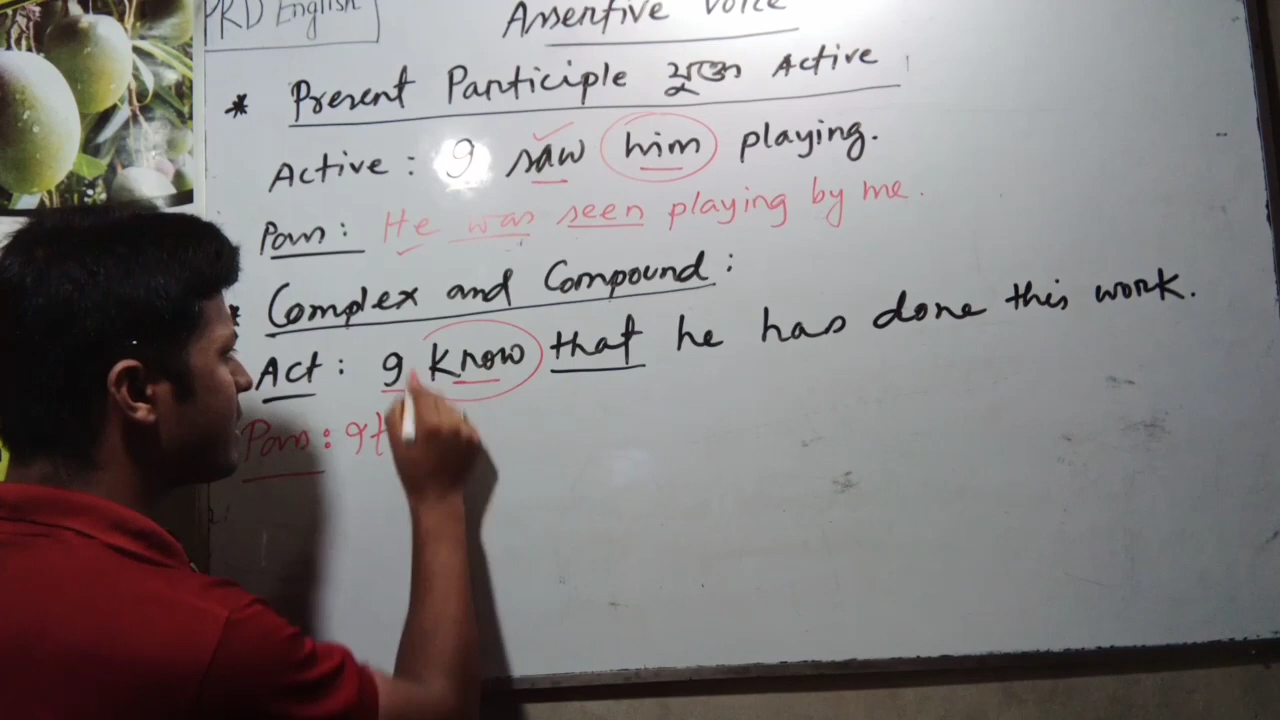 PRD English
Assertive Voice
* Present Participle যুক্ত Active
Active : I saw him playing.
Pass : He was seen playing by me.
* Complex and Compound :
Act : I know that he has done this work.
Pass : It